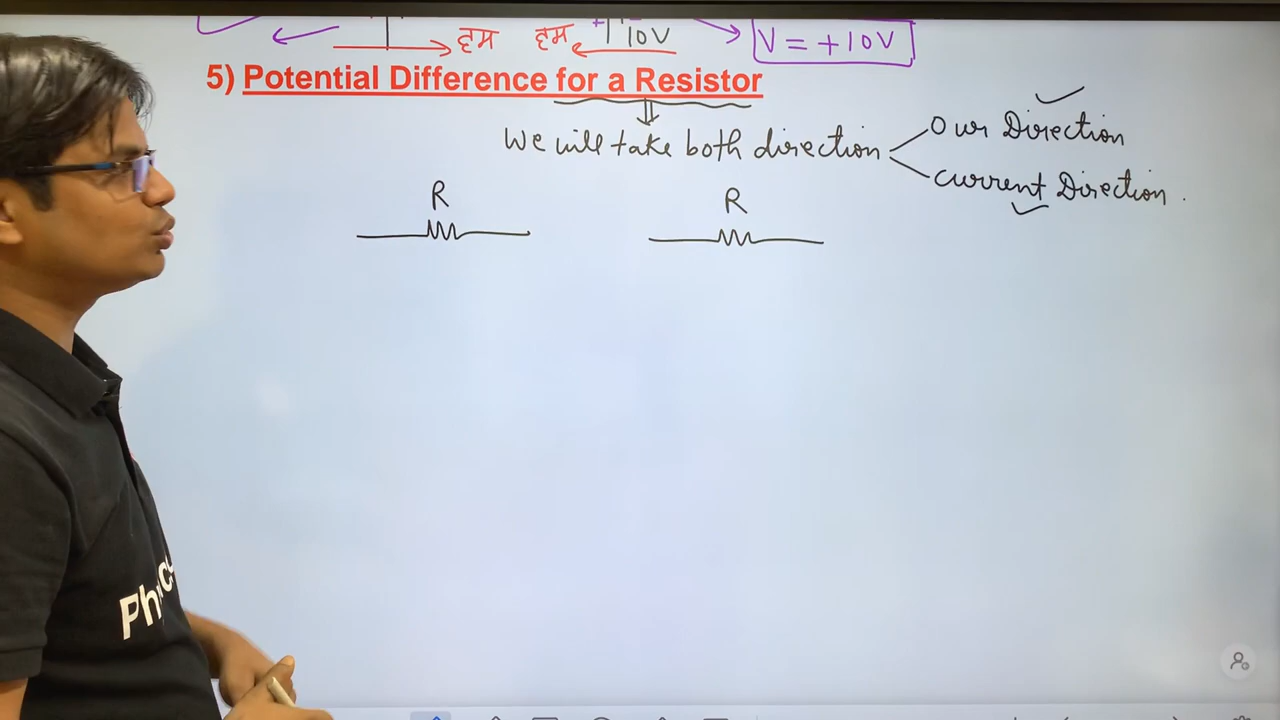 हम हम +10V V = +10V
5) Potential Difference for a Resistor
We will take both direction
Our Direction
current Direction.
R R